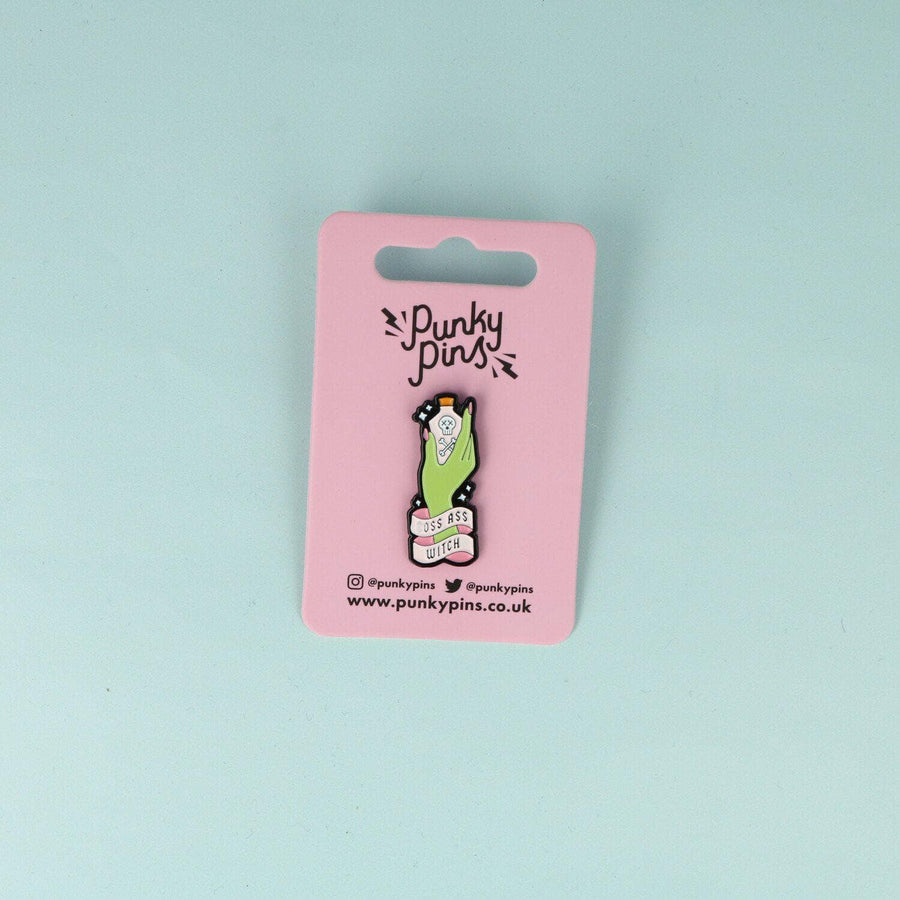 Punky
Pins
OSS ASS
WITCH
@punkypins @punkypins
www.punkypins.co.uk